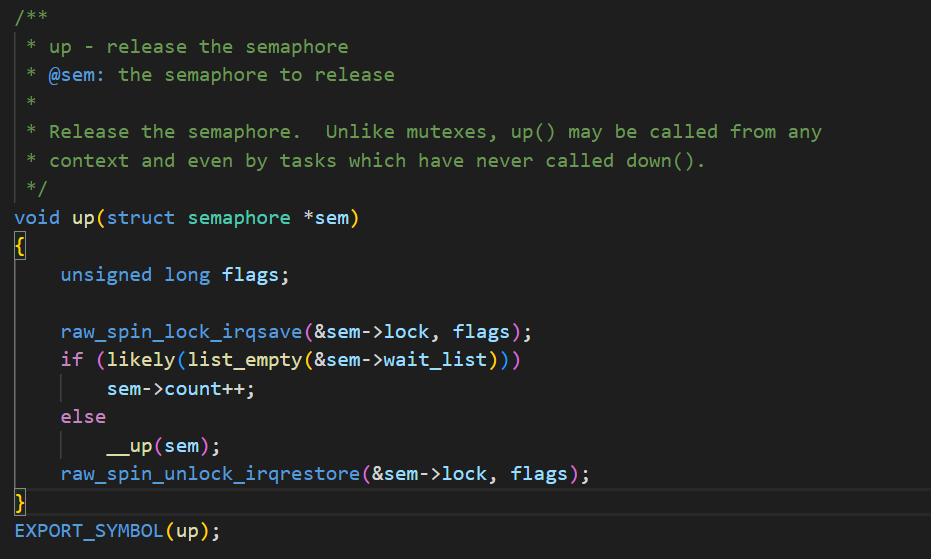 /**
 * up - release the semaphore
 * @sem: the semaphore to release
 *
 * Release the semaphore.  Unlike mutexes, up() may be called from any
 * context and even by tasks which have never called down().
 */
void up(struct semaphore *sem)
{
    unsigned long flags;

    raw_spin_lock_irqsave(&sem->lock, flags);
    if (likely(list_empty(&sem->wait_list)))
        sem->count++;
    else
        __up(sem);
    raw_spin_unlock_irqrestore(&sem->lock, flags);
}
EXPORT_SYMBOL(up);